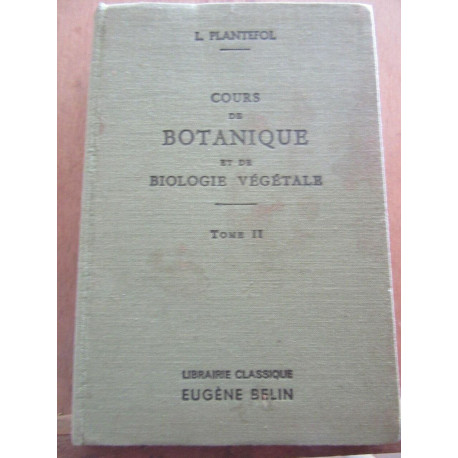 L. PLANTEFOL
COURS
DE
BOTANIQUE
ET DE
BIOLOGIE VÉGÉTALE
TOME II
LIBRAIRIE CLASSIQUE
EUGÈNE BELIN